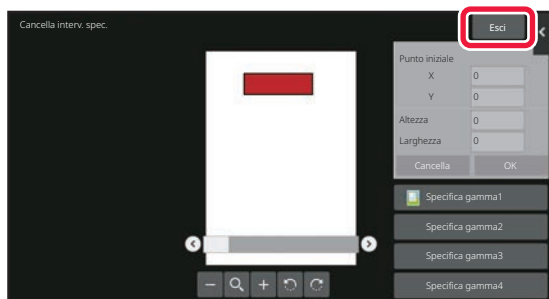 Cancella interv. spec.
Esci
Punto iniziale
X 0
Y 0
Altezza 0
Larghezza 0
Cancella OK
Specifica gamma1
Specifica gamma2
Specifica gamma3
Specifica gamma4